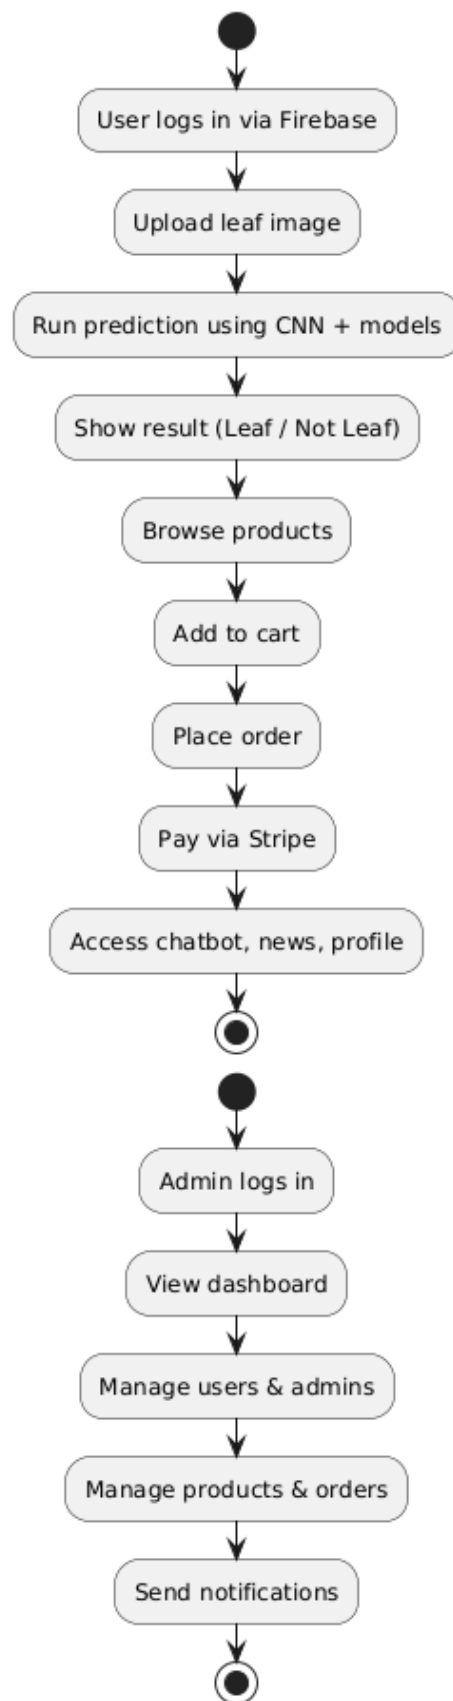 User logs in via Firebase
Upload leaf image
Run prediction using CNN + models
Show result (Leaf / Not Leaf)
Browse products
Add to cart
Place order
Pay via Stripe
Access chatbot, news, profile
Admin logs in
View dashboard
Manage users & admins
Manage products & orders
Send notifications